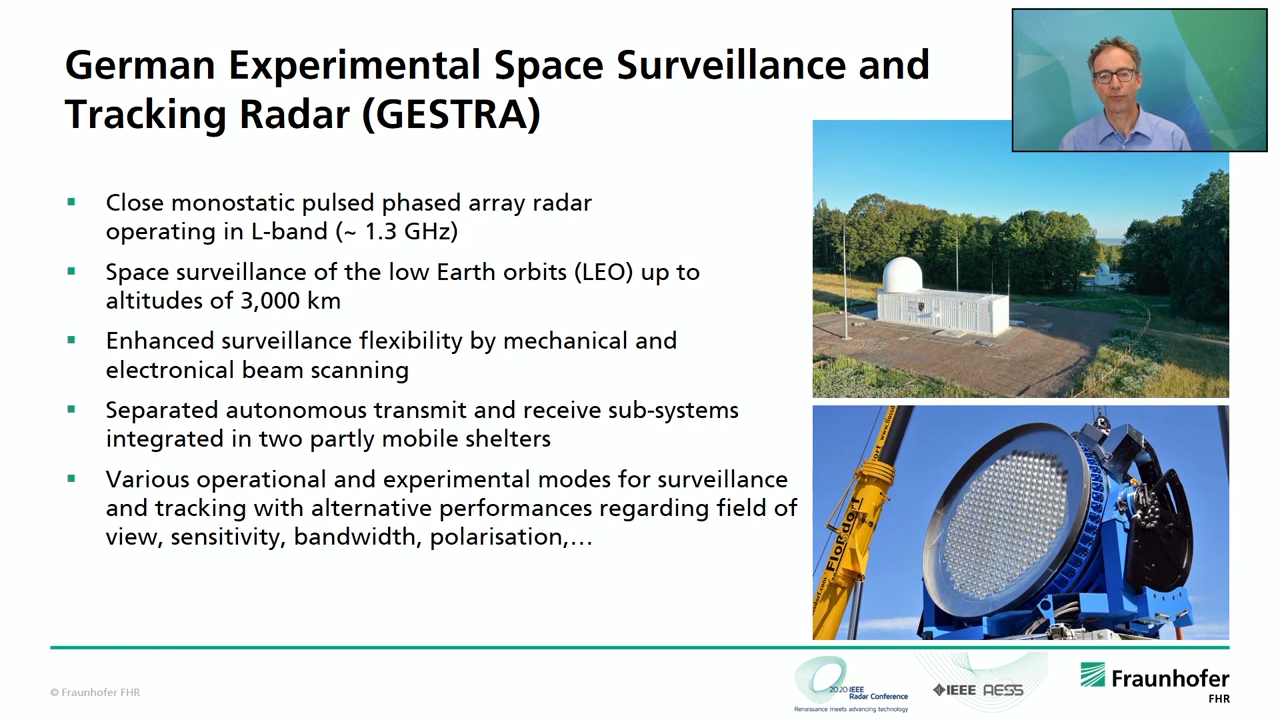 German Experimental Space Surveillance and
Tracking Radar (GESTRA)
▪ Close monostatic pulsed phased array radar
operating in L-band (~ 1.3 GHz)
▪ Space surveillance of the low Earth orbits (LEO) up to
altitudes of 3,000 km
▪ Enhanced surveillance flexibility by mechanical and
electronical beam scanning
▪ Separated autonomous transmit and receive sub-systems
integrated in two partly mobile shelters
▪ Various operational and experimental modes for surveillance
and tracking with alternative performances regarding field of
view, sensitivity, bandwidth, polarisation,…
Floßdorf
© Fraunhofer FHR
2020 IEEE
Radar Conference
Renaissance meets advancing technology
IEEE AESS
Fraunhofer
FHR